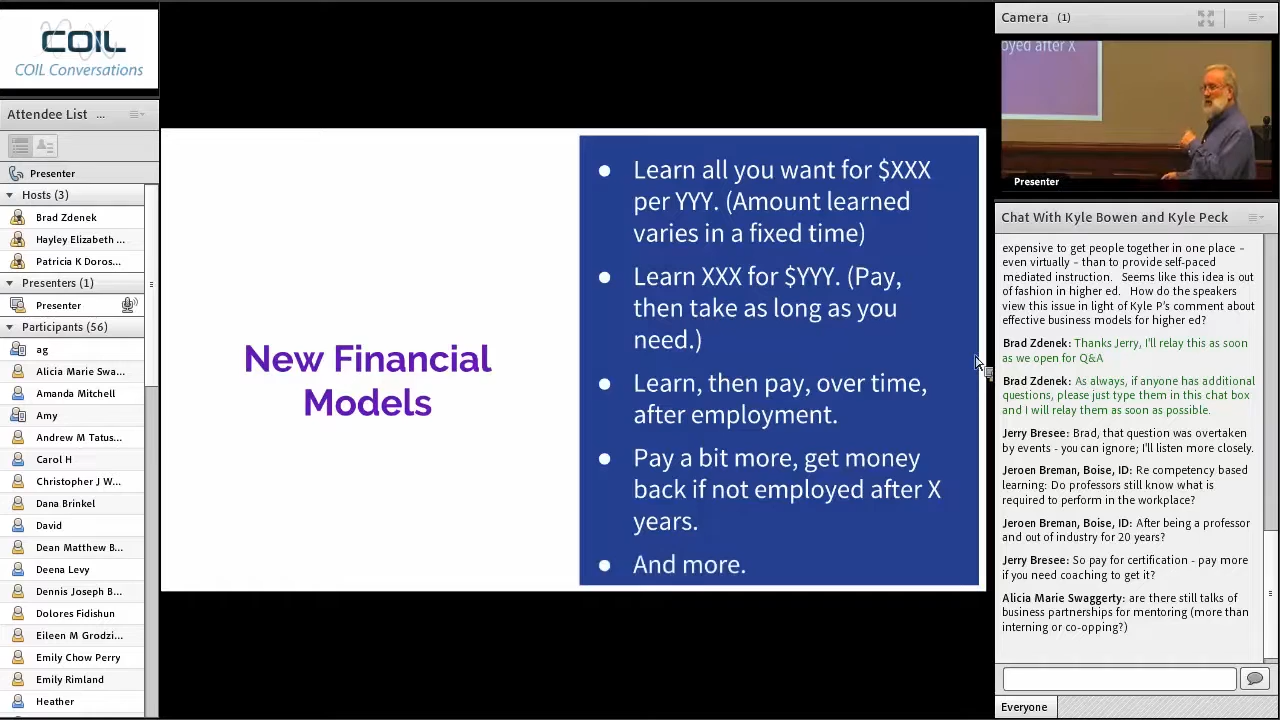 COIL
COIL Conversations
Attendee List ...
Presenter
Hosts (3)
Brad Zdenek
Hayley Elizabeth ...
Patricia K Doros...
Presenters (1)
Presenter
Participants (56)
ag
Alicia Marie Swa...
Amanda Mitchell
Amy
Andrew M Tatus...
Carol H
Christopher J W...
Dana Brinkel
David
Dean Matthew B...
Deena Levy
Dennis Joseph B...
Dolores Fidishun
Eileen M Grodzi...
Emily Chow Perry
Emily Rimland
Heather
New Financial
Models
Learn all you want for $XXX
per YYY. (Amount learned
varies in a fixed time)
Learn XXX for $YYY. (Pay,
then take as long as you
need.)
Learn, then pay, over time,
after employment.
Pay a bit more, get money
back if not employed after X
years.
And more.
Camera (1)
oyed after X
Presenter
Chat With Kyle Bowen and Kyle Peck
expensive to get people together in one place –
even virtually – than to provide self-paced
mediated instruction. Seems like this idea is out
of fashion in higher ed. How do the speakers
view this issue in light of Kyle P's comment about
effective business models for higher ed?
Brad Zdenek: Thanks Jerry, I'll relay this as soon
as we open for Q&A
Brad Zdenek: As always, if anyone has additional
questions, please just type them in this chat box
and I will relay them as soon as possible.
Jerry Bresee: Brad, that question was overtaken
by events - you can ignore; I'll listen more closely.
Jeroen Breman, Boise, ID: Re competency based
learning: Do professors still know what is
required to perform in the workplace?
Jeroen Breman, Boise, ID: After being a professor
and out of industry for 20 years?
Jerry Bresee: So pay for certification - pay more
if you need coaching to get it?
Alicia Marie Swaggerty: are there still talks of
business partnerships for mentoring (more than
interning or co-opping?)
Everyone